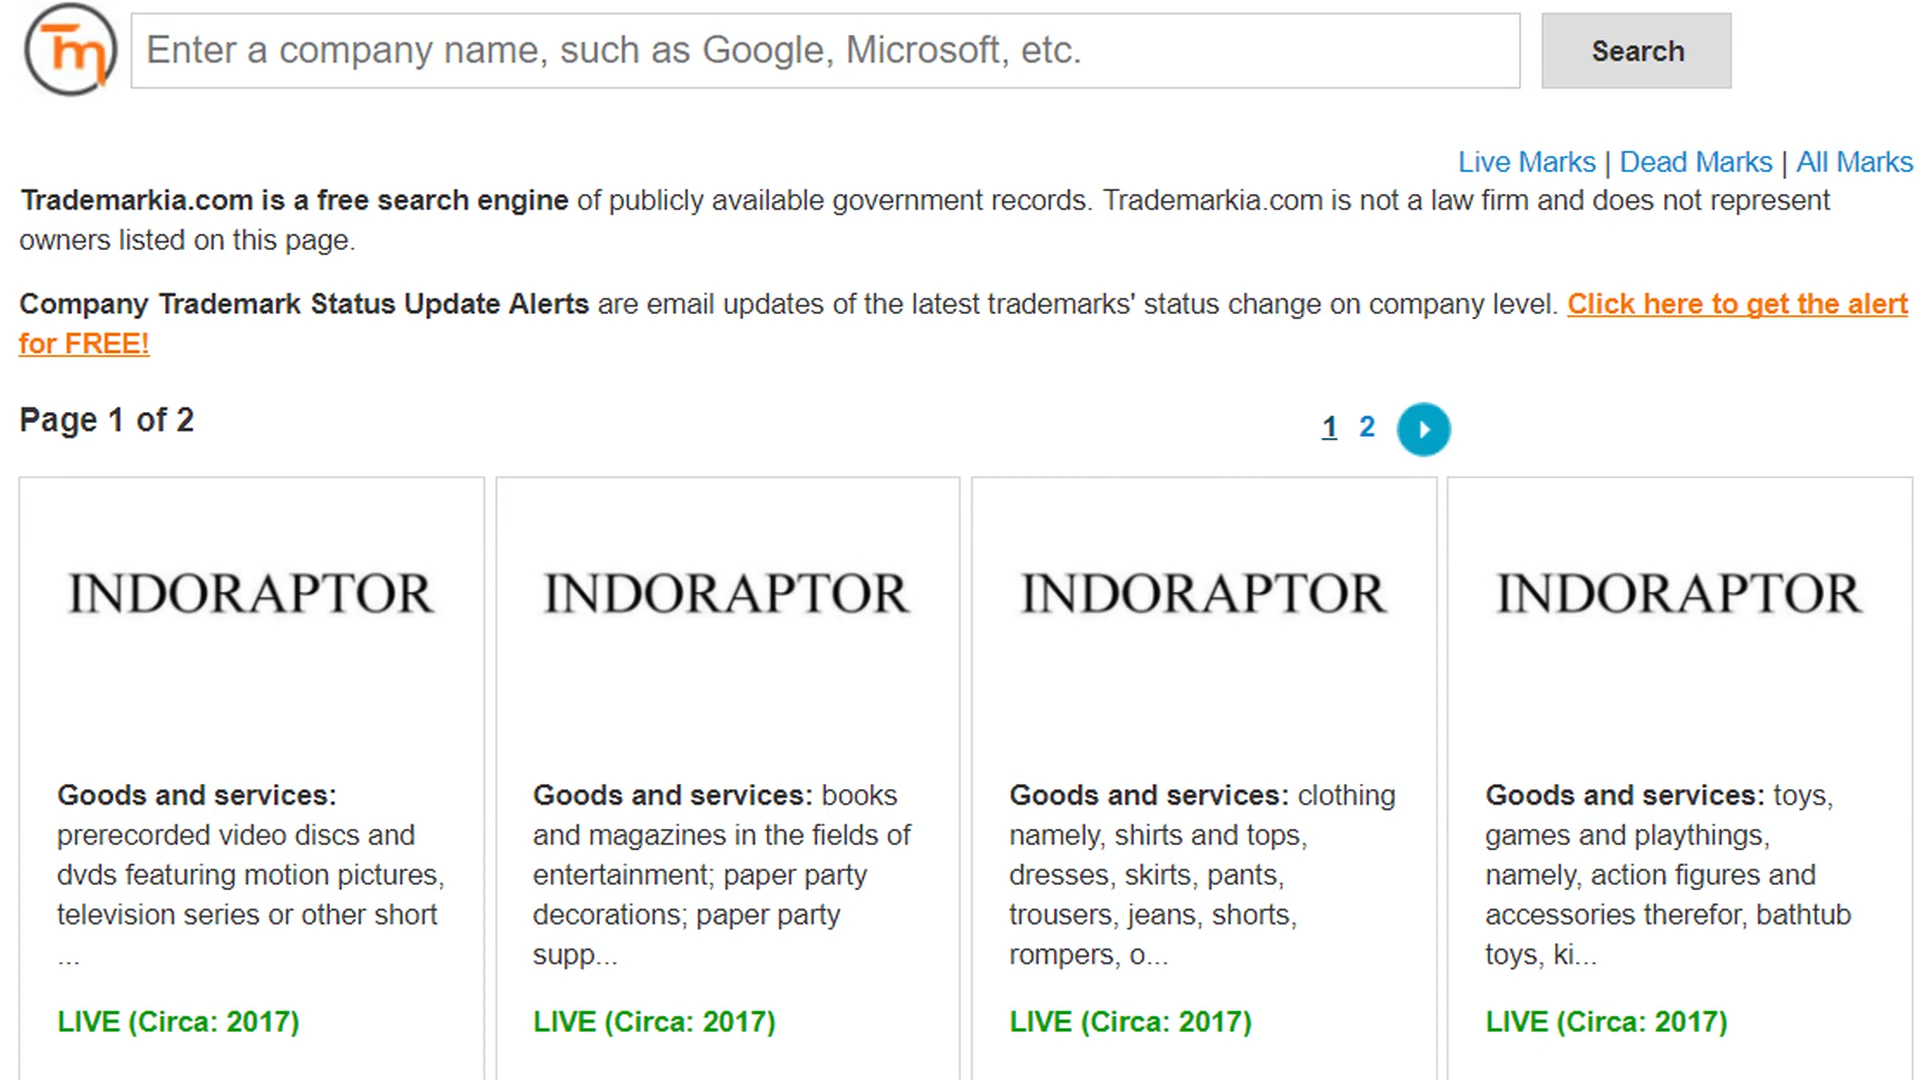 Tm
Enter a company name, such as Google, Microsoft, etc.
Search
Live Marks | Dead Marks | All Marks
Trademarkia.com is a free search engine of publicly available government records. Trademarkia.com is not a law firm and does not represent
owners listed on this page.
Company Trademark Status Update Alerts are email updates of the latest trademarks' status change on company level. Click here to get the alert
for FREE!
Page 1 of 2
1 2
INDORAPTOR
Goods and services:
prerecorded video discs and
dvds featuring motion pictures,
television series or other short
...
LIVE (Circa: 2017)
INDORAPTOR
Goods and services: books
and magazines in the fields of
entertainment; paper party
decorations; paper party
supp...
LIVE (Circa: 2017)
INDORAPTOR
Goods and services: clothing
namely, shirts and tops,
dresses, skirts, pants,
trousers, jeans, shorts,
rompers, o...
LIVE (Circa: 2017)
INDORAPTOR
Goods and services: toys,
games and playthings,
namely, action figures and
accessories therefor, bathtub
toys, ki...
LIVE (Circa: 2017)